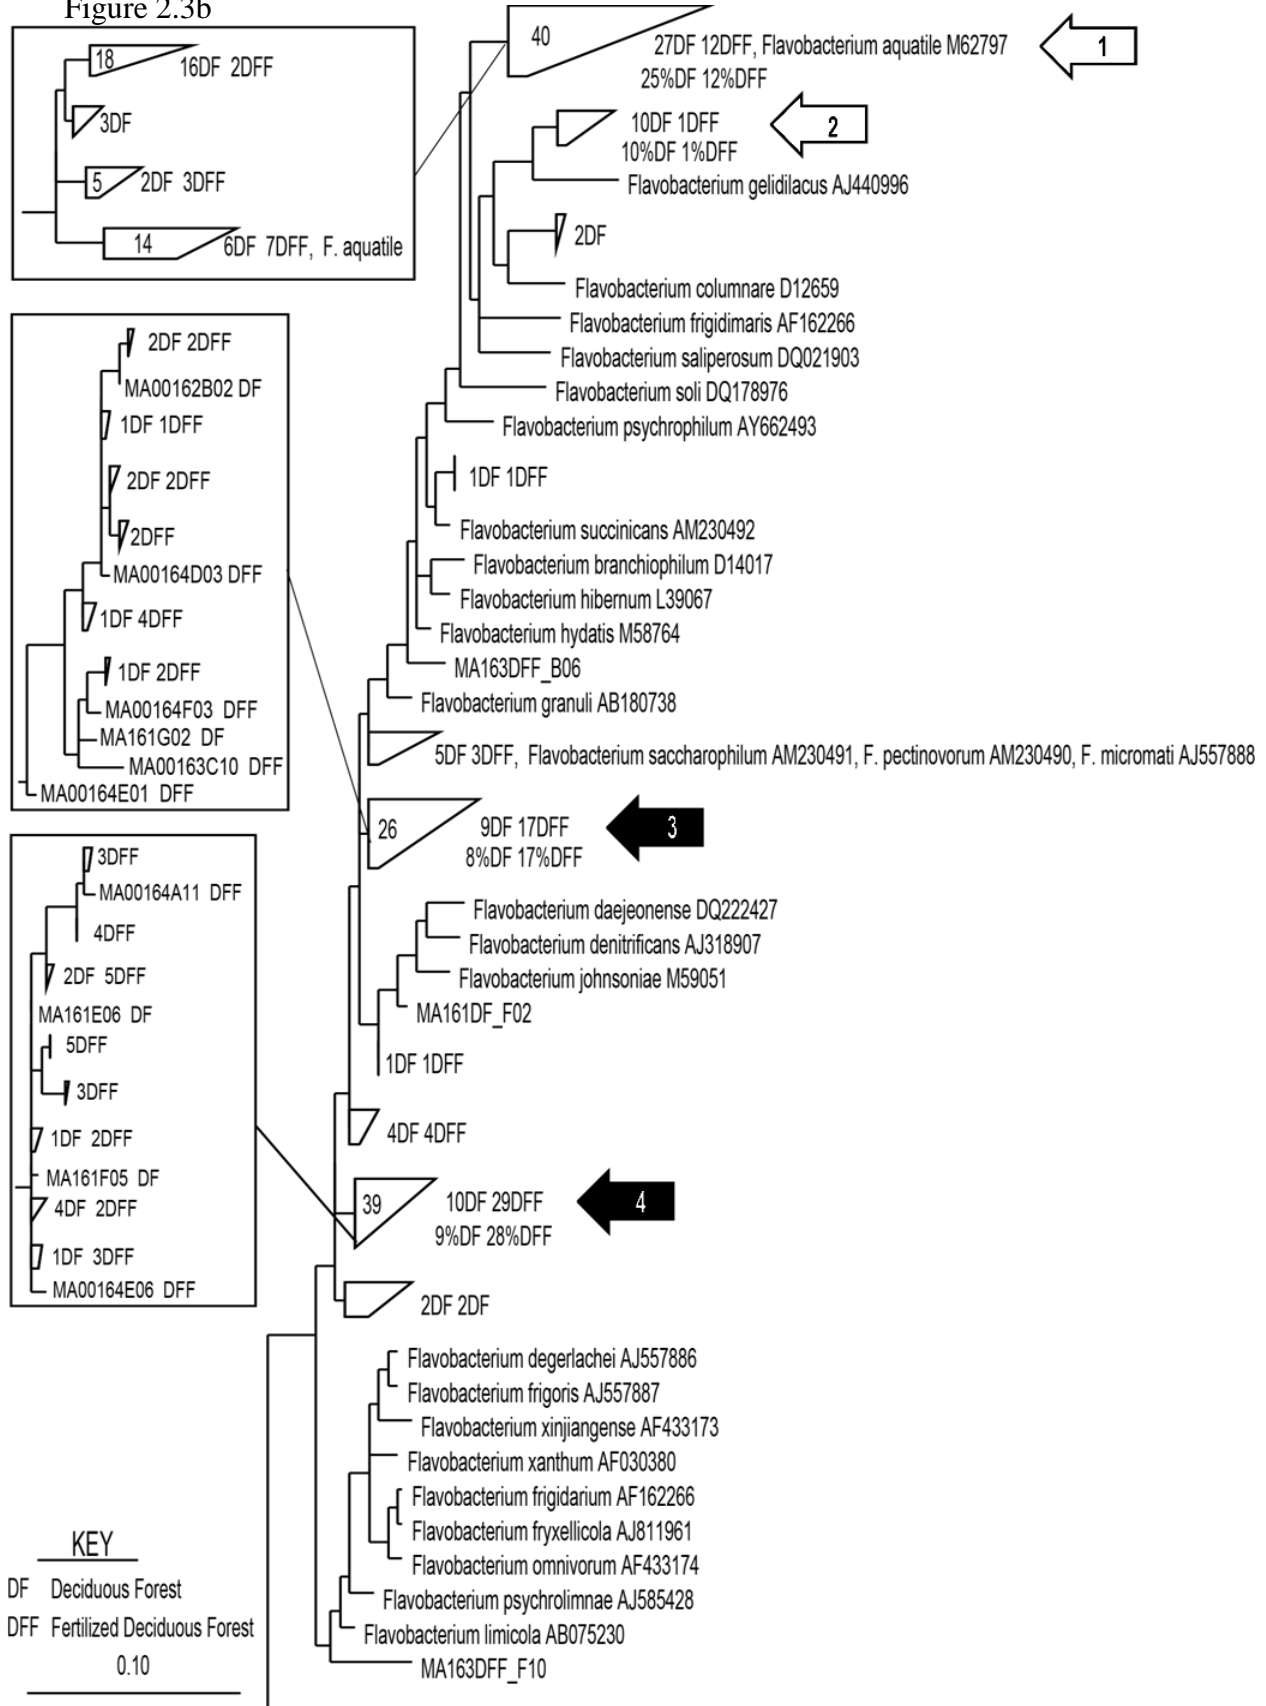 Figure 2.3b
18
16DF 2DFF
3DF
5
2DF 3DFF
14
6DF 7DFF, F. aquatile
2DF 2DFF
MA00162B02 DF
1DF 1DFF
2DF 2DFF
2DFF
MA00164D03 DFF
1DF 4DFF
1DF 2DFF
MA00164F03 DFF
MA161G02 DF
MA00163C10 DFF
MA00164E01 DFF
3DFF
MA00164A11 DFF
4DFF
2DF 5DFF
MA161E06 DF
5DFF
3DFF
1DF 2DFF
MA161F05 DF
4DF 2DFF
1DF 3DFF
MA00164E06 DFF
40
27DF 12DFF, Flavobacterium aquatile M62797
25%DF 12%DFF
1
10DF 1DFF
10%DF 1%DFF
2
Flavobacterium gelidilacus AJ440996
2DF
Flavobacterium columnare D12659
Flavobacterium frigidimaris AF162266
Flavobacterium saliperosum DQ021903
Flavobacterium soli DQ178976
Flavobacterium psychrophilum AY662493
1DF 1DFF
Flavobacterium succinicans AM230492
Flavobacterium branchiophilum D14017
Flavobacterium hibernum L39067
Flavobacterium hydatis M58764
MA163DFF_B06
Flavobacterium granuli AB180738
5DF 3DFF, Flavobacterium saccharophilum AM230491, F. pectinovorum AM230490, F. micromati AJ557888
26
9DF 17DFF
8%DF 17%DFF
3
Flavobacterium daejeonense DQ222427
Flavobacterium denitrificans AJ318907
Flavobacterium johnsoniae M59051
MA161DF_F02
1DF 1DFF
4DF 4DFF
39
10DF 29DFF
9%DF 28%DFF
4
2DF 2DF
Flavobacterium degerlachei AJ557886
Flavobacterium frigoris AJ557887
Flavobacterium xinjiangense AF433173
Flavobacterium xanthum AF030380
Flavobacterium frigidarium AF162266
Flavobacterium fryxellicola AJ811961
Flavobacterium omnivorum AF433174
Flavobacterium psychrolimnae AJ585428
Flavobacterium limicola AB075230
MA163DFF_F10
KEY
DF Deciduous Forest
DFF Fertilized Deciduous Forest
0.10